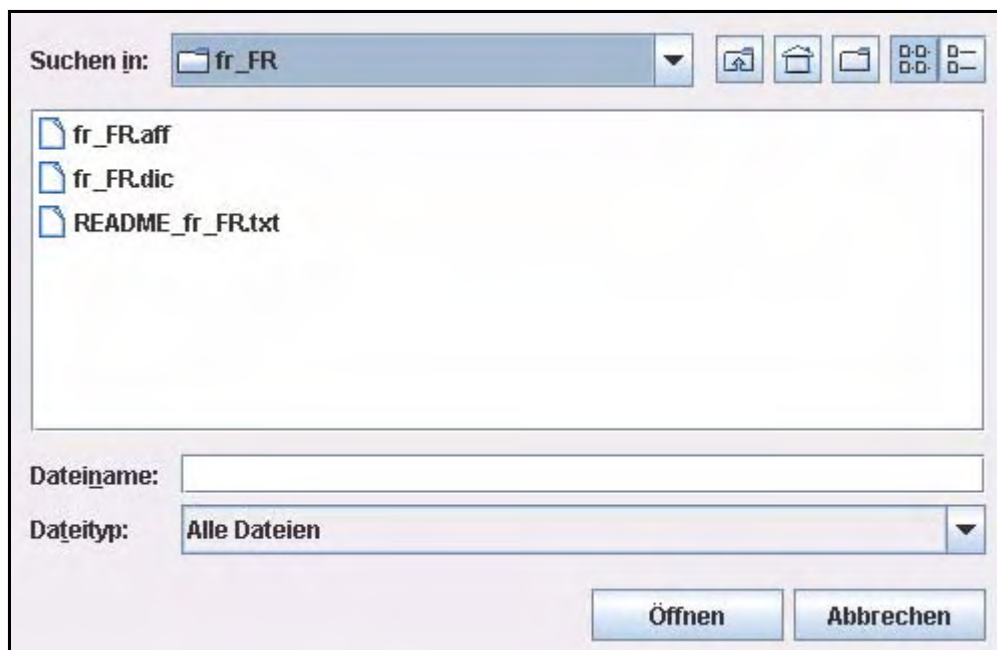 Suchen in: fr_FR
fr_FR.aff
fr_FR.dic
README_fr_FR.txt
Dateiname:
Dateityp: Alle Dateien
Öffnen Abbrechen